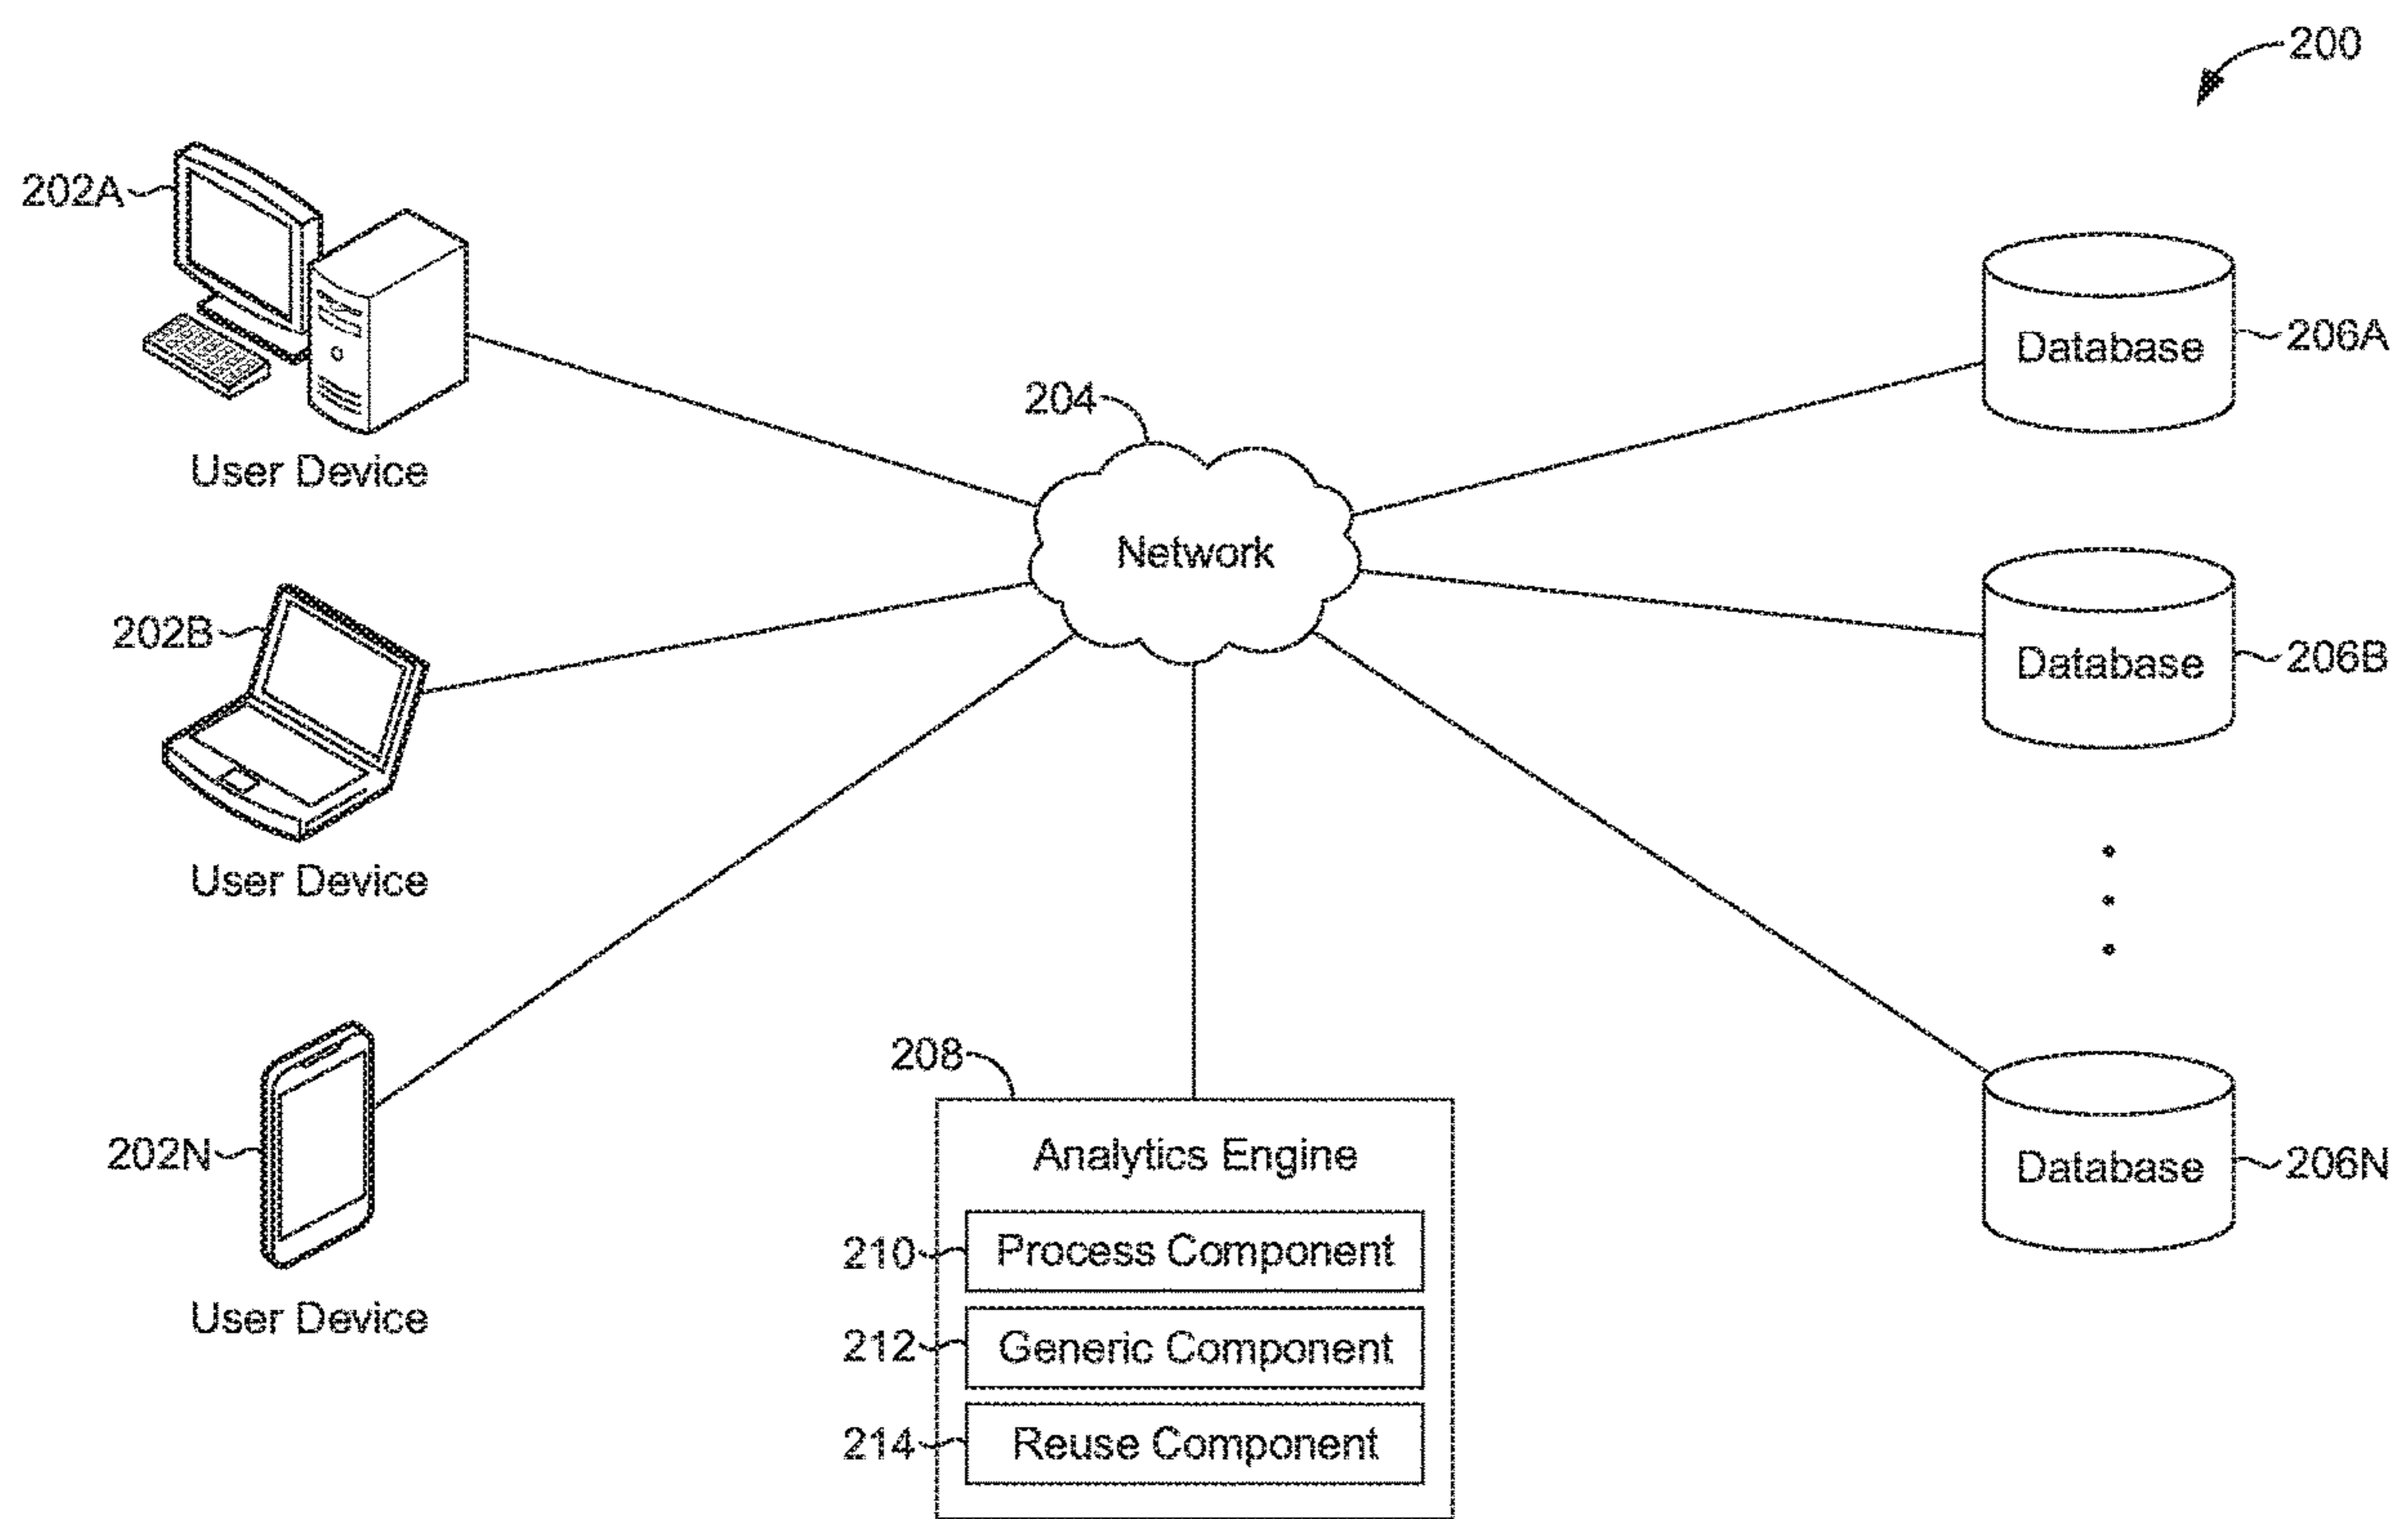 200
202A
User Device
204
Network
Database
206A
202B
User Device
Database
206B
202N
User Device
208
Analytics Engine
210
Process Component
212
Generic Component
214
Reuse Component
Database
206N